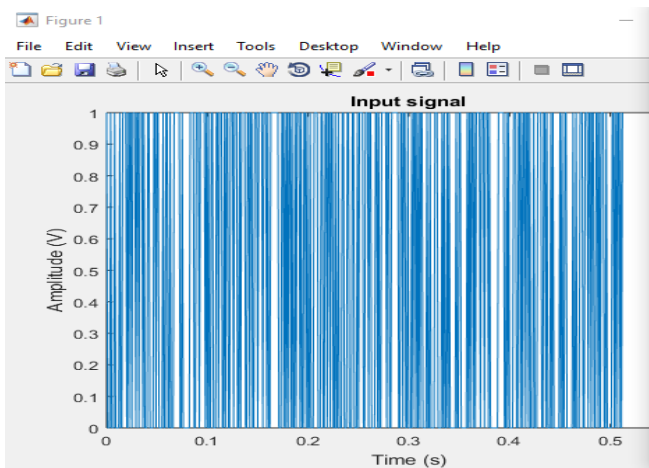 Figure 1
File Edit View Insert Tools Desktop Window Help
Input signal
1
0.9
0.8
0.7
0.6
0.5
0.4
0.3
0.2
0.1
0
Amplitude (V)
0 0.1 0.2 0.3 0.4 0.5
Time (s)